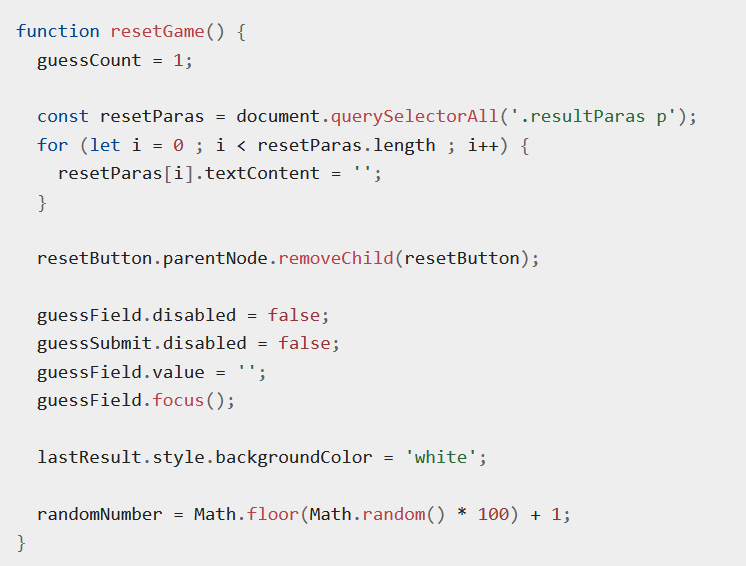 function resetGame() {
  guessCount = 1;

  const resetParas = document.querySelectorAll('.resultParas p');
  for (let i = 0 ; i < resetParas.length ; i++) {
    resetParas[i].textContent = '';
  }

  resetButton.parentNode.removeChild(resetButton);

  guessField.disabled = false;
  guessSubmit.disabled = false;
  guessField.value = '';
  guessField.focus();

  lastResult.style.backgroundColor = 'white';

  randomNumber = Math.floor(Math.random() * 100) + 1;
}